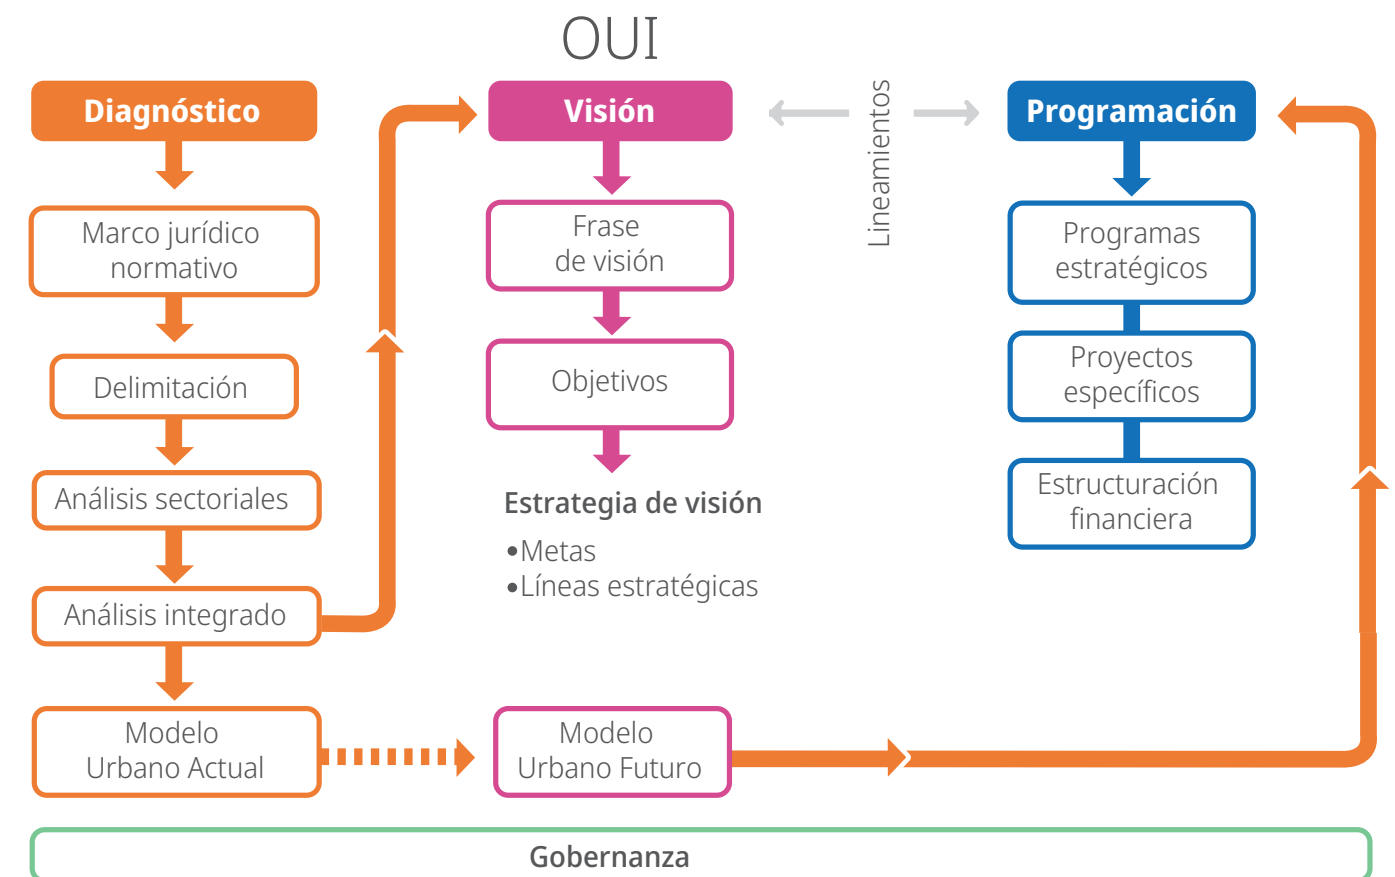 OUI
Diagnóstico
Marco jurídico
normativo
Delimitación
Análisis sectoriales
Análisis integrado
Modelo
Urbano Actual
Visión
Frase
de visión
Objetivos
Estrategia de visión
•Metas
•Líneas estratégicas
Modelo
Urbano Futuro
Lineamientos
Programación
Programas
estratégicos
Proyectos
específicos
Estructuración
financiera
Gobernanza